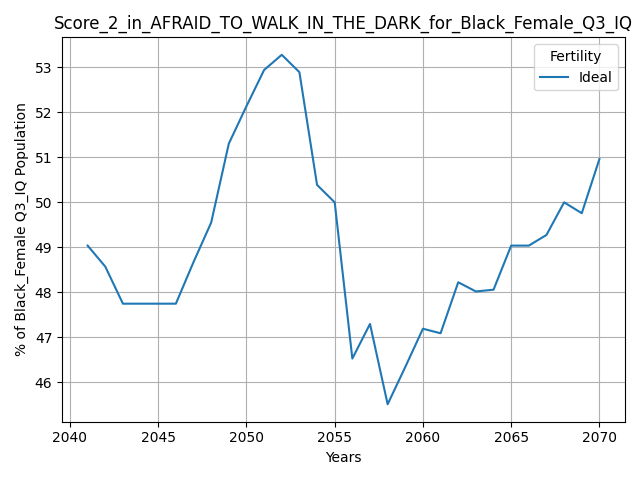 Score_2_in_AFRAID_TO_WALK_IN_THE_DARK_for_Black_Female_Q3_IQ
Fertility
Ideal
53
52
51
50
49
48
47
46
% of Black_Female Q3_IQ Population
2040 2045 2050 2055 2060 2065 2070
Years